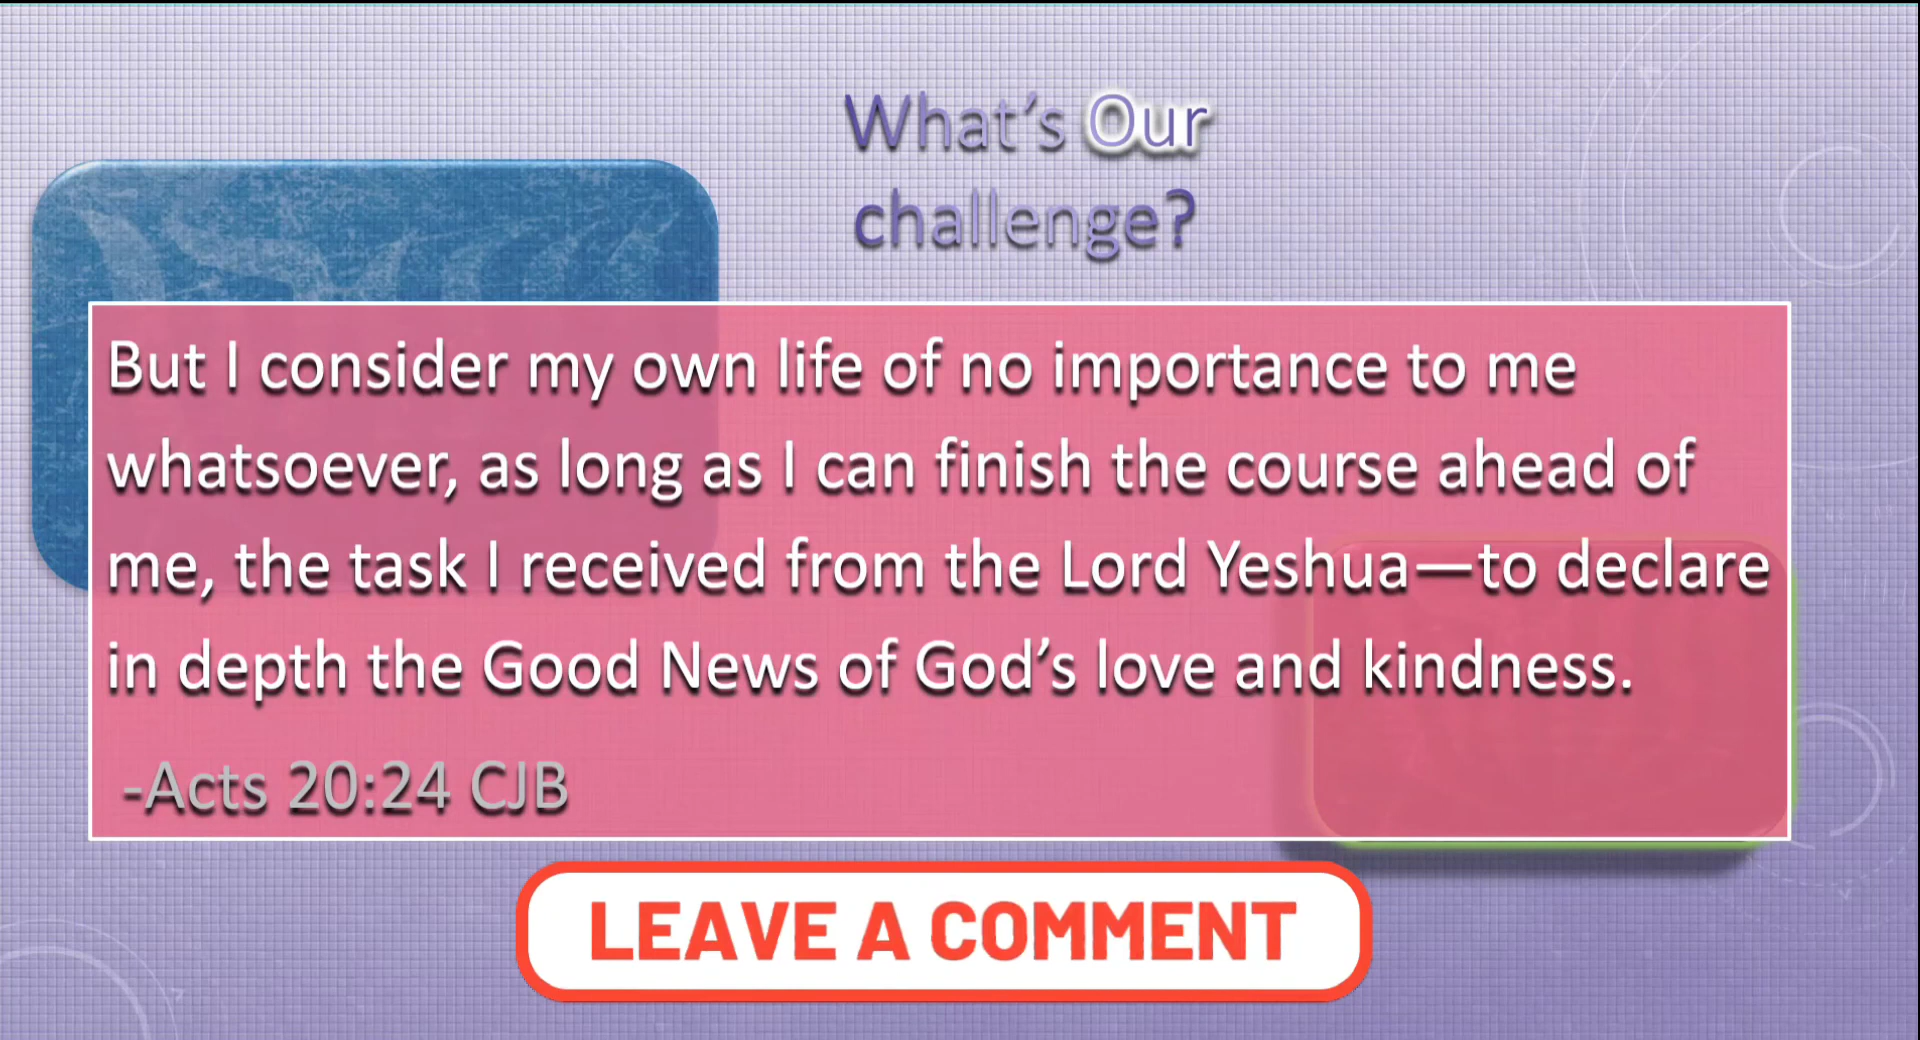 What’s Our
challenge?
But I consider my own life of no importance to me
whatsoever, as long as I can finish the course ahead of
me, the task I received from the Lord Yeshua—to declare
in depth the Good News of God’s love and kindness.
-Acts 20:24 CJB
LEAVE A COMMENT